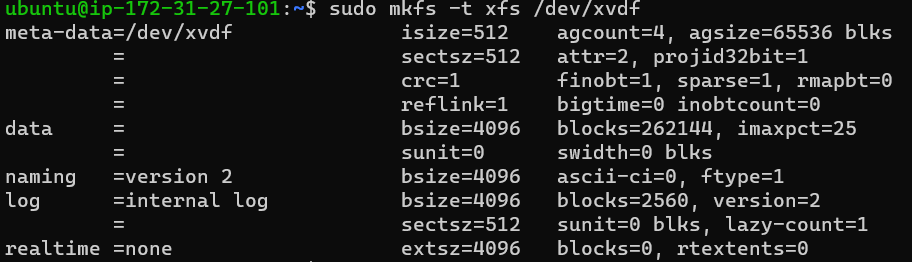 ubuntu@ip-172-31-27-101:~$ sudo mkfs -t xfs /dev/xvdf
meta-data=/dev/xvdf              isize=512    agcount=4, agsize=65536 blks
         =                       sectsz=512   attr=2, projid32bit=1
         =                       crc=1        finobt=1, sparse=1, rmapbt=0
         =                       reflink=1    bigtime=0 inobtcount=0
data     =                       bsize=4096   blocks=262144, imaxpct=25
         =                       sunit=0      swidth=0 blks
naming   =version 2              bsize=4096   ascii-ci=0, ftype=1
log      =internal log           bsize=4096   blocks=2560, version=2
         =                       sectsz=512   sunit=0 blks, lazy-count=1
realtime =none                   extsz=4096   blocks=0, rtextents=0